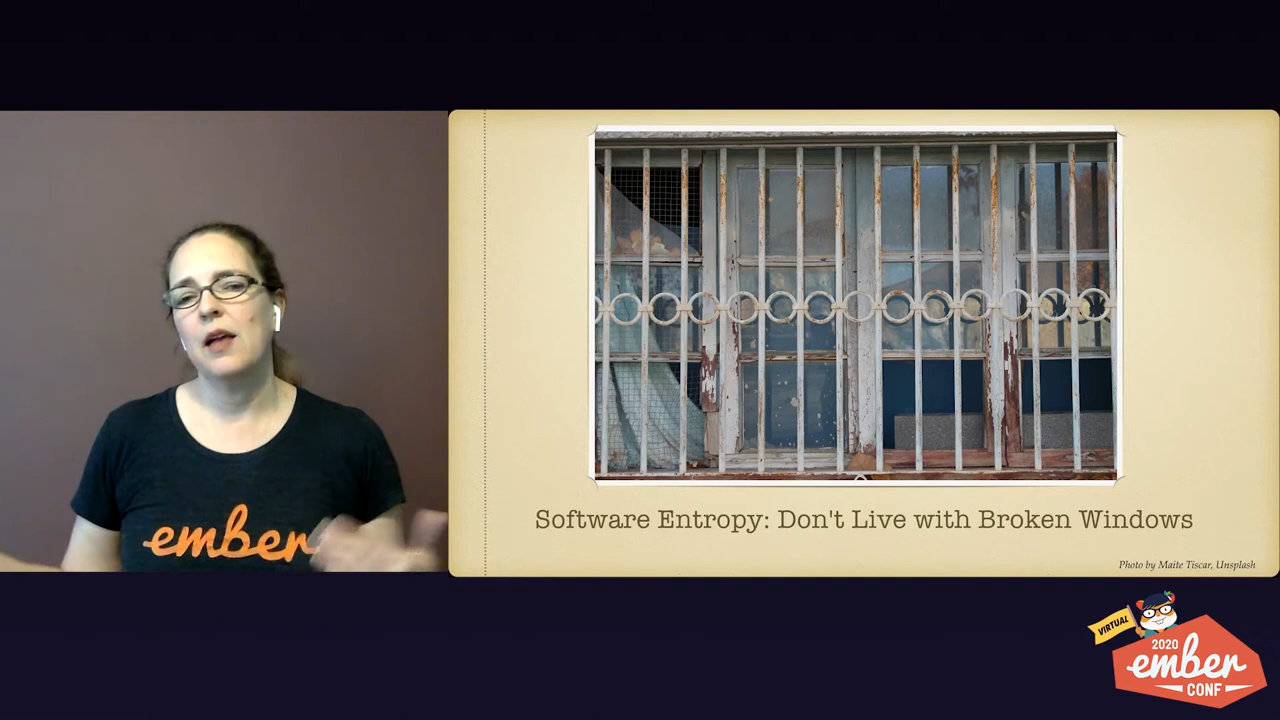 ember
Software Entropy: Don't Live with Broken Windows
Photo by Maite Tiscar, Unsplash
VIRTUAL
2020
ember
CONF